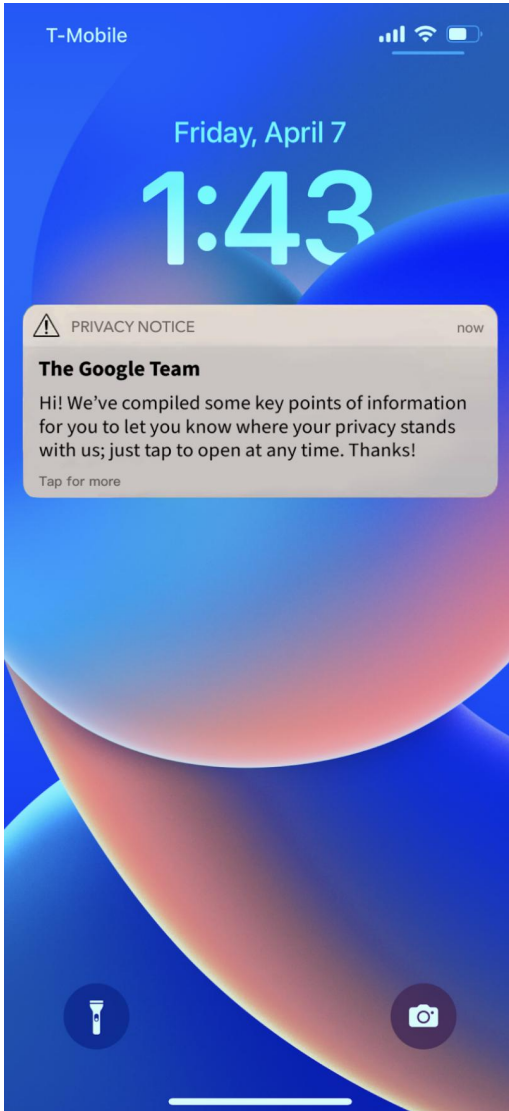 T-Mobile
Friday, April 7
1:43
PRIVACY NOTICE now
The Google Team
Hi! We’ve compiled some key points of information
for you to let you know where your privacy stands
with us; just tap to open at any time. Thanks!
Tap for more